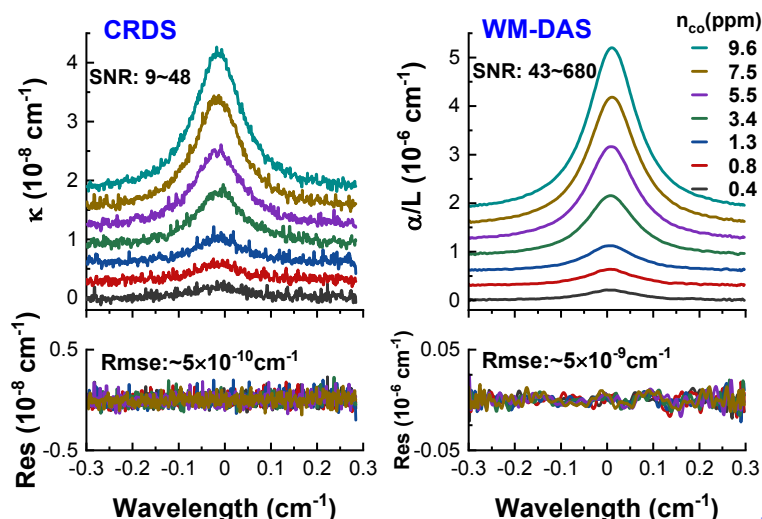 CRDS
SNR: 9~48
κ (10⁻⁸ cm⁻¹)
4
3
2
1
0
WM-DAS
SNR: 43~680
α/L (10⁻⁶ cm⁻¹)
5
4
3
2
1
0
n_co(ppm)
9.6
7.5
5.5
3.4
1.3
0.8
0.4
Rmse:~5×10⁻¹⁰cm⁻¹
Res (10⁻⁸ cm⁻¹)
0.5
-0.5
-0.3 -0.2 -0.1 0 0.1 0.2 0.3
Wavelength (cm⁻¹)
Rmse:~5×10⁻⁹cm⁻¹
Res (10⁻⁶ cm⁻¹)
0.05
-0.05
-0.3 -0.2 -0.1 0 0.1 0.2 0.3
Wavelength (cm⁻¹)